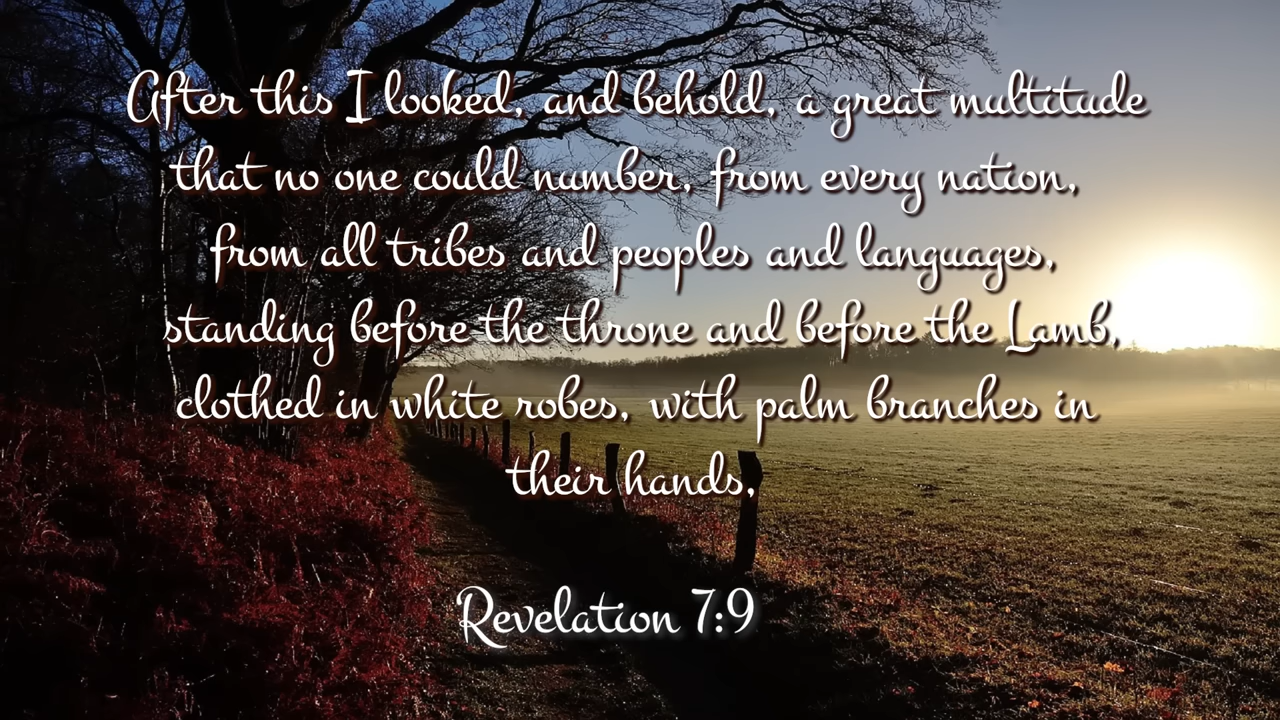 After this I looked, and behold, a great multitude
that no one could number, from every nation,
from all tribes and peoples and languages,
standing before the throne and before the Lamb,
clothed in white robes, with palm branches in
their hands,
Revelation 7:9